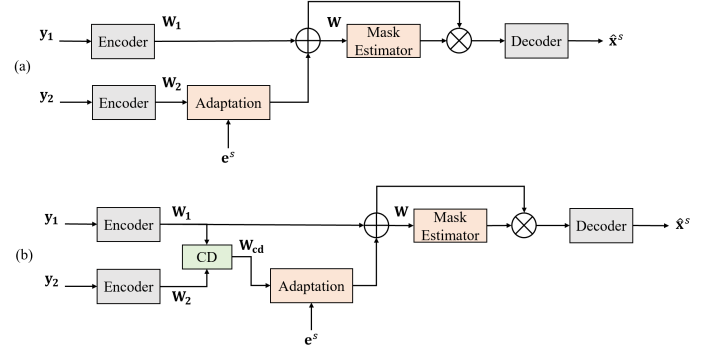 (a)
y₁ Encoder W₁ W Mask Estimator Decoder x̂ˢ
y₂ Encoder W₂ Adaptation
eˢ
(b)
y₁ Encoder W₁ W Mask Estimator Decoder x̂ˢ
CD W_cd
y₂ Encoder W₂ Adaptation
eˢ